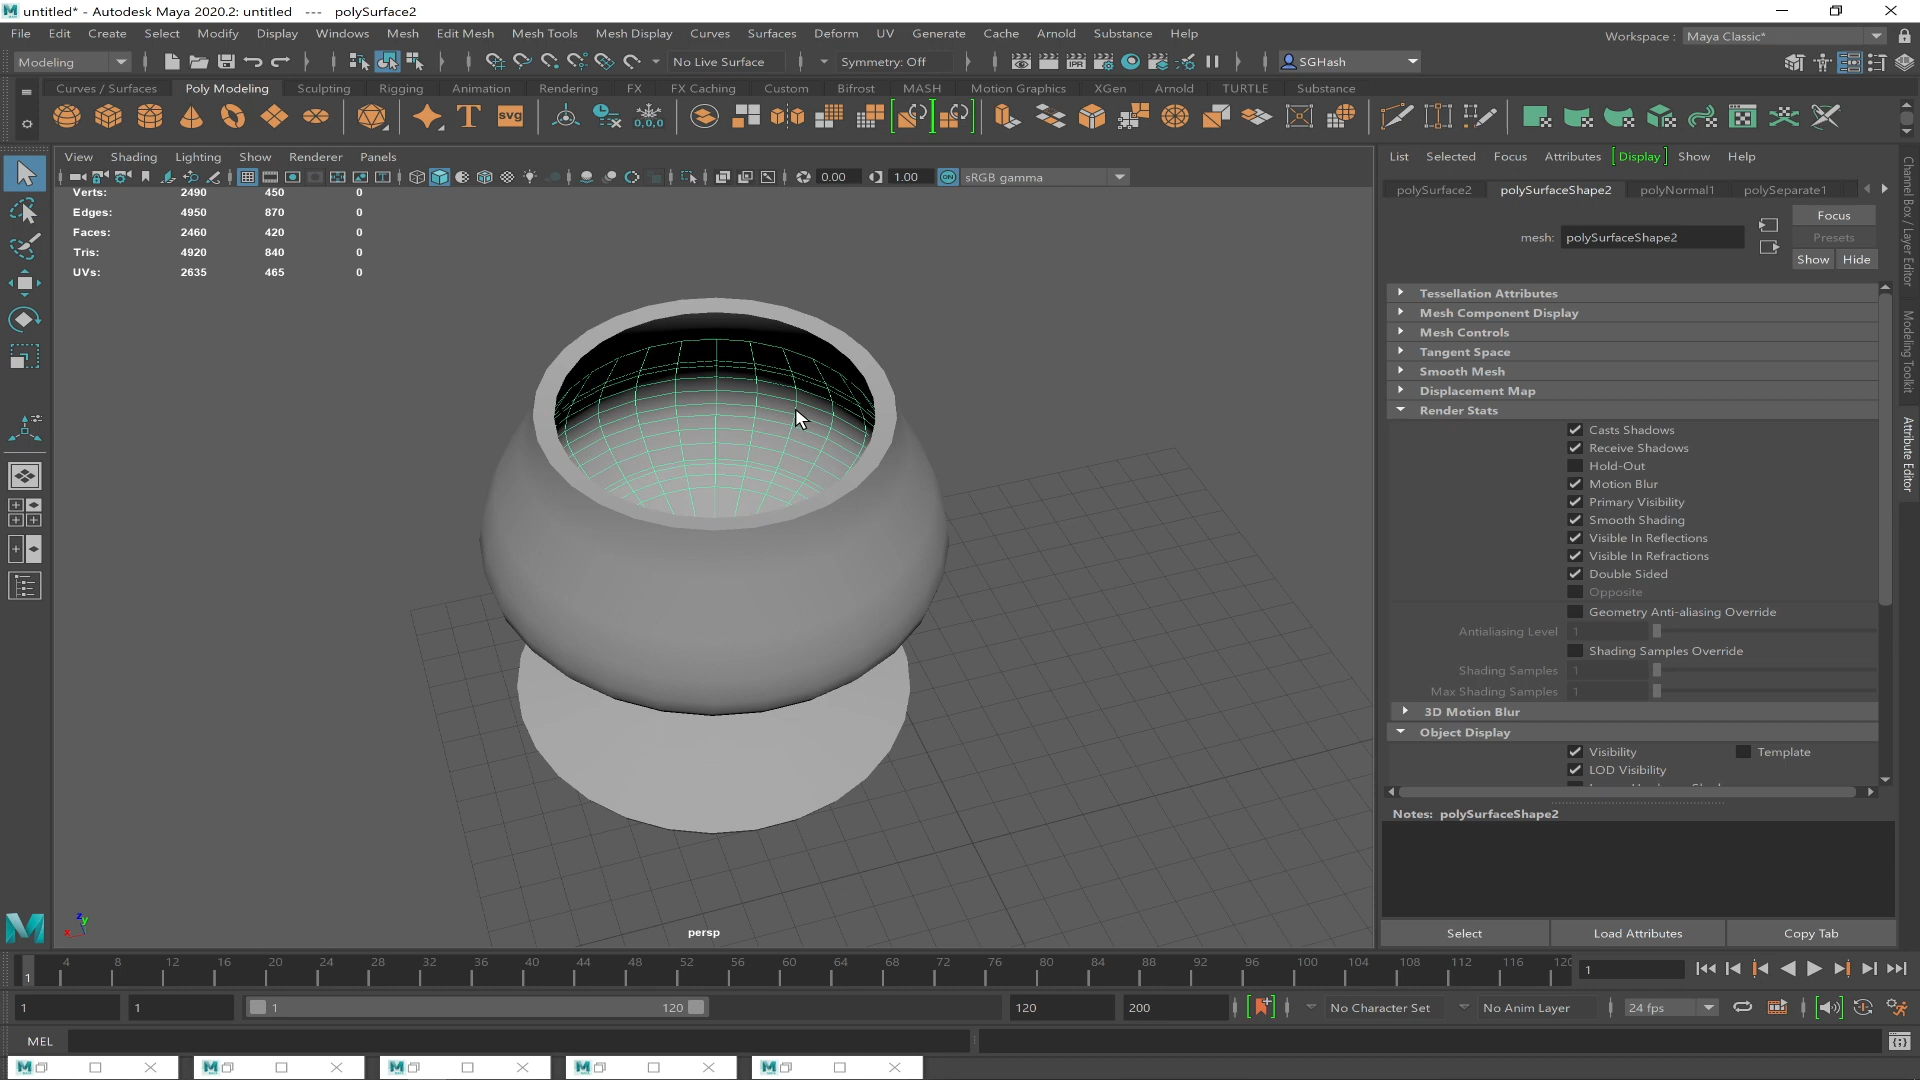 untitled* - Autodesk Maya 2020.2: untitled --- polySurface2
File Edit Create Select Modify Display Windows Mesh Edit Mesh Mesh Tools Mesh Display Curves Surfaces Deform UV Generate Cache Arnold Substance Help
Workspace : Maya Classic*
Modeling No Live Surface Symmetry: Off SGHash
Curves / Surfaces Poly Modeling Sculpting Rigging Animation Rendering FX FX Caching Custom Bifrost MASH Motion Graphics XGen Arnold TURTLE Substance
View Shading Lighting Show Renderer Panels
0.00 1.00 ON sRGB gamma
Verts: 2490 450 0
Edges: 4950 870 0
Faces: 2460 420 0
Tris: 4920 840 0
UVs: 2635 465 0
persp
List Selected Focus Attributes Display Show Help
polySurface2 polySurfaceShape2 polyNormal1 polySeparate1
mesh: polySurfaceShape2
Focus
Presets
Show Hide
Tessellation Attributes
Mesh Component Display
Mesh Controls
Tangent Space
Smooth Mesh
Displacement Map
Render Stats
Casts Shadows
Receive Shadows
Hold-Out
Motion Blur
Primary Visibility
Smooth Shading
Visible In Reflections
Visible In Refractions
Double Sided
Opposite
Geometry Anti-aliasing Override
Antialiasing Level 1
Shading Samples Override
Shading Samples 1
Max Shading Samples 1
3D Motion Blur
Object Display
Visibility Template
LOD Visibility
Notes: polySurfaceShape2
Select Load Attributes Copy Tab
Channel Box / Layer Editor
Modeling Toolkit
Attribute Editor
1 4 8 12 16 20 24 28 32 36 40 44 48 52 56 60 64 68 72 76 80 84 88 92 96 100 104 108 112 116 120 1
1 1 1 120 120 200 No Character Set No Anim Layer 24 fps
MEL